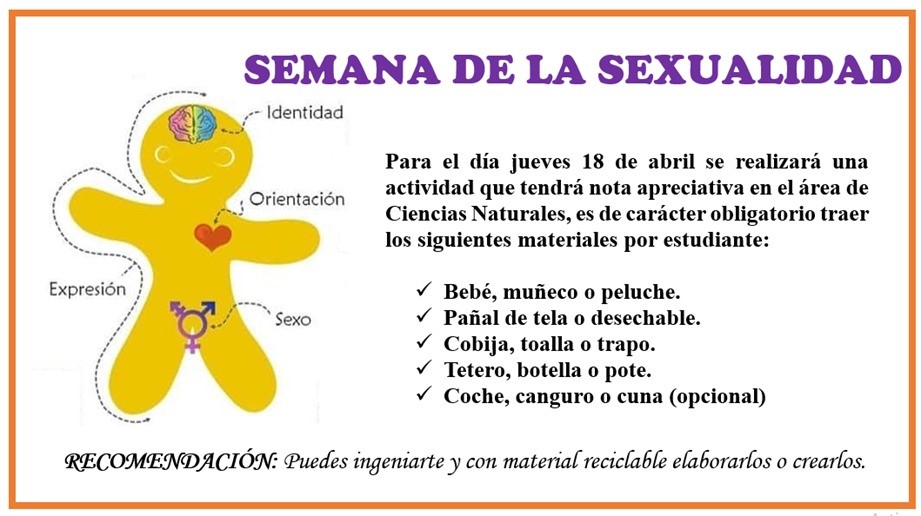 SEMANA DE LA SEXUALIDAD
Identidad
Orientación
Expresión
Sexo
Para el día jueves 18 de abril se realizará una
actividad que tendrá nota apreciativa en el área de
Ciencias Naturales, es de carácter obligatorio traer
los siguientes materiales por estudiante:
✓ Bebé, muñeco o peluche.
✓ Pañal de tela o desechable.
✓ Cobija, toalla o trapo.
✓ Tetero, botella o pote.
✓ Coche, canguro o cuna (opcional)
RECOMENDACIÓN: Puedes ingeniarte y con material reciclable elaborarlos o crearlos.